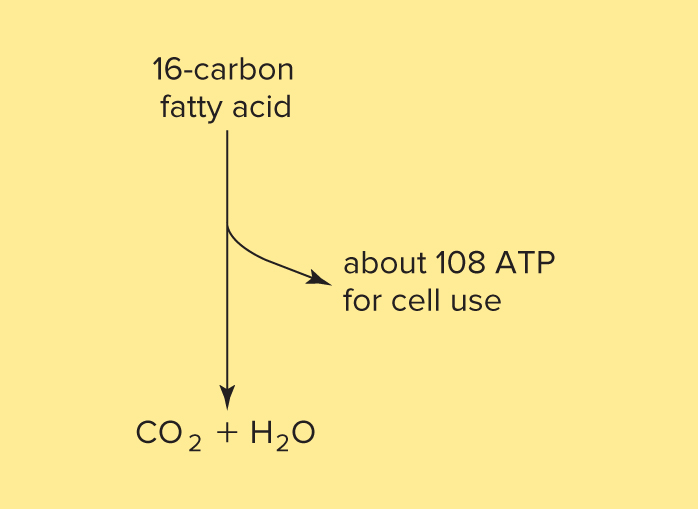 16-carbon
fatty acid
about 108 ATP
for cell use
CO₂ + H₂O